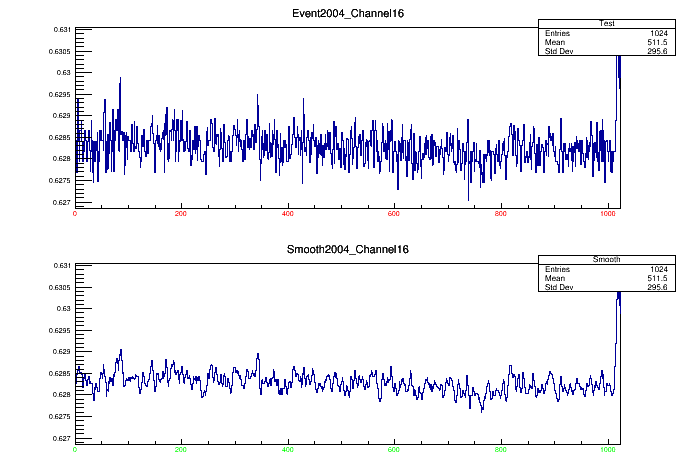 Event2004_Channel16
Test
Entries 1024
Mean 511.5
Std Dev 295.6
0.631
0.6305
0.63
0.6295
0.629
0.6285
0.628
0.6275
0.627
0 200 400 600 800 1000
Smooth2004_Channel16
Smooth
Entries 1024
Mean 511.5
Std Dev 295.6
0.631
0.6305
0.63
0.6295
0.629
0.6285
0.628
0.6275
0.627
0 200 400 600 800 1000